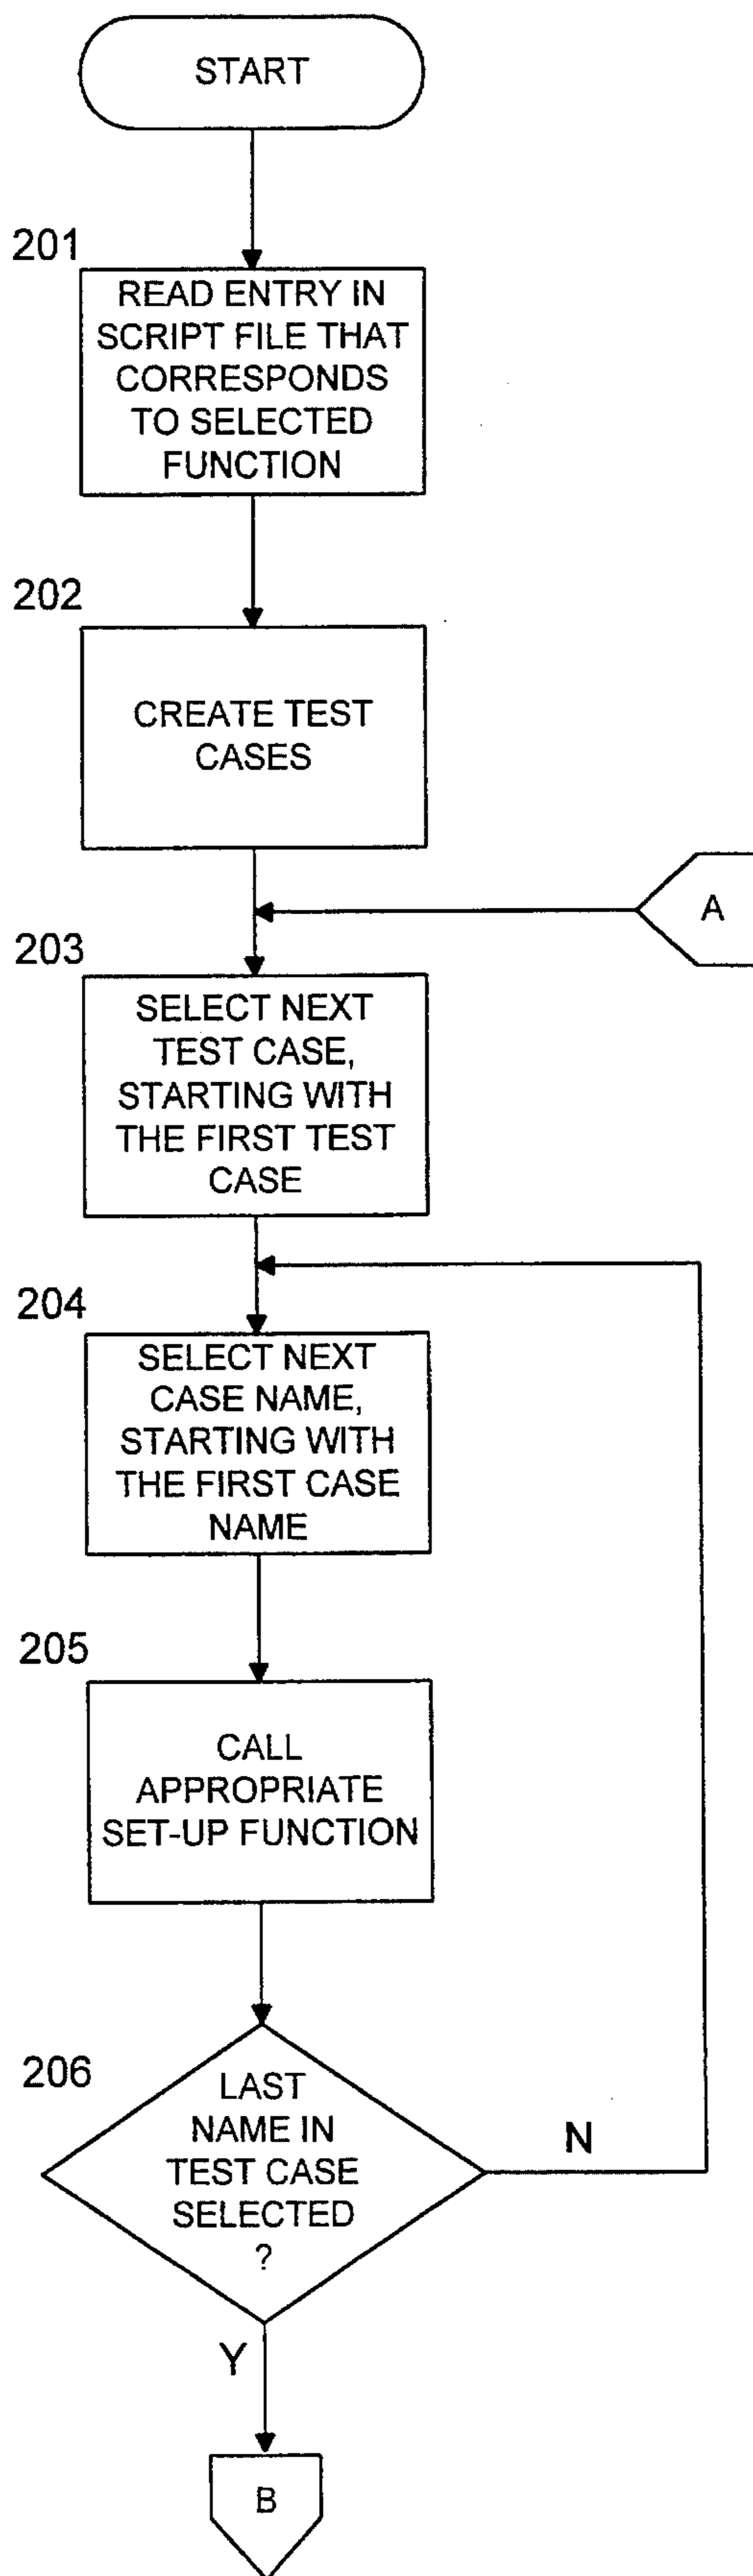 START
201
READ ENTRY IN
SCRIPT FILE THAT
CORRESPONDS
TO SELECTED
FUNCTION
202
CREATE TEST
CASES
A
203
SELECT NEXT
TEST CASE,
STARTING WITH
THE FIRST TEST
CASE
204
SELECT NEXT
CASE NAME,
STARTING WITH
THE FIRST CASE
NAME
205
CALL
APPROPRIATE
SET-UP FUNCTION
206
LAST
NAME IN
TEST CASE
SELECTED
?
N
Y
B